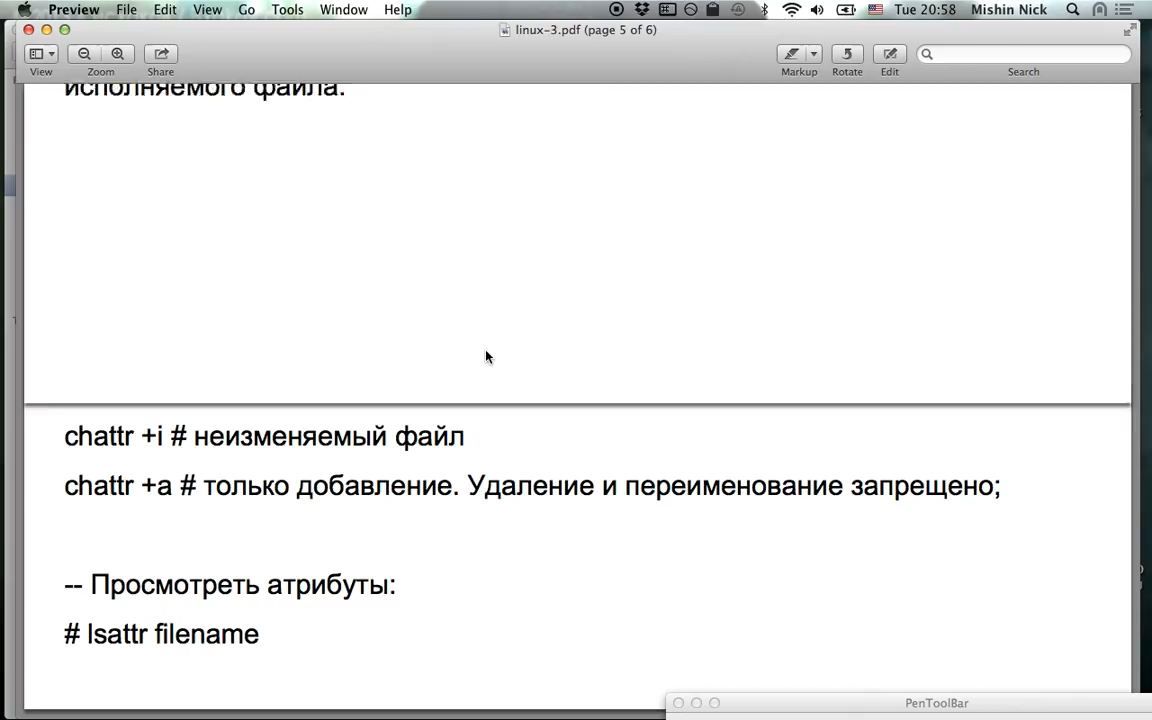 Preview File Edit View Go Tools Window Help Tue 20:58 Mishin Nick
linux-3.pdf (page 5 of 6)
View Zoom Share Markup Rotate Edit Search
исполняемого файла.
chattr +i # неизменяемый файл
chattr +a # только добавление. Удаление и переименование запрещено;
-- Просмотреть атрибуты:
# lsattr filename
PenToolBar